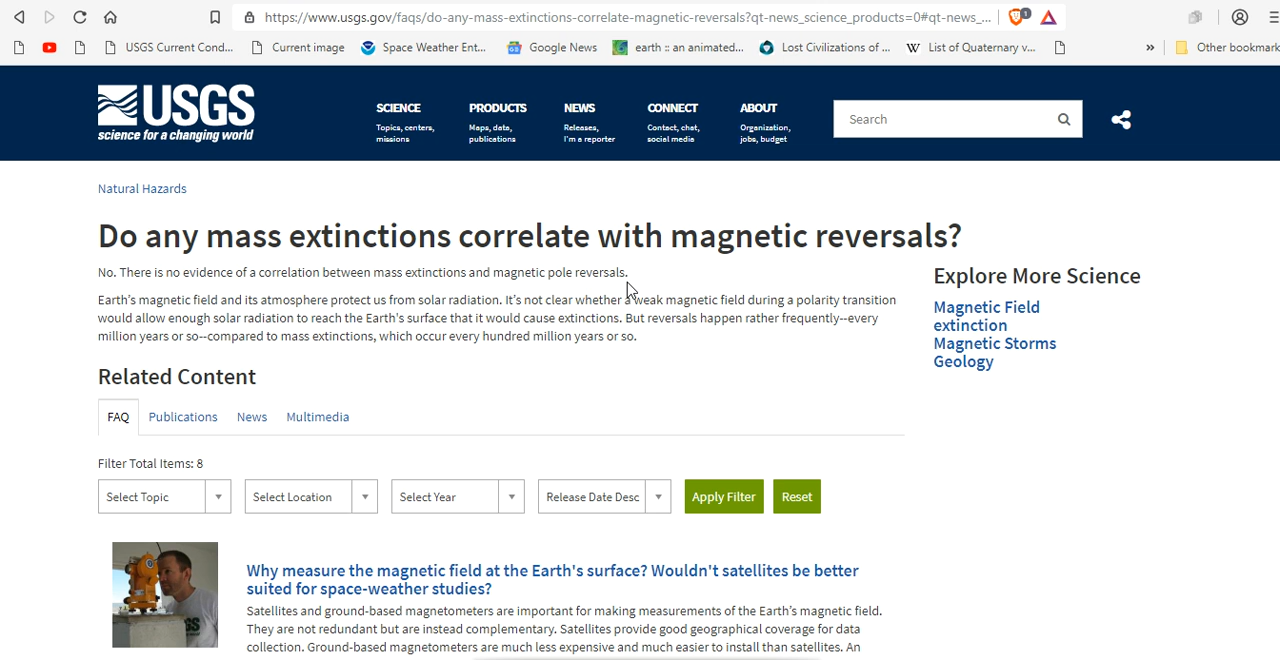 https://www.usgs.gov/faqs/do-any-mass-extinctions-correlate-magnetic-reversals?qt-news_science_products=0#qt-news_...
1
USGS Current Cond...
Current image
Space Weather Ent...
Google News
earth :: an animated...
Lost Civilizations of ...
W
List of Quaternary v...
»
Other bookmark
USGS
science for a changing world
SCIENCE
Topics, centers,
missions
PRODUCTS
Maps, data,
publications
NEWS
Releases,
I'm a reporter
CONNECT
Contact, chat,
social media
ABOUT
Organization,
jobs, budget
Search
Natural Hazards
Do any mass extinctions correlate with magnetic reversals?
No. There is no evidence of a correlation between mass extinctions and magnetic pole reversals.
Earth’s magnetic field and its atmosphere protect us from solar radiation. It’s not clear whether a weak magnetic field during a polarity transition
would allow enough solar radiation to reach the Earth's surface that it would cause extinctions. But reversals happen rather frequently--every
million years or so--compared to mass extinctions, which occur every hundred million years or so.
Explore More Science
Magnetic Field
extinction
Magnetic Storms
Geology
Related Content
FAQ
Publications
News
Multimedia
Filter Total Items: 8
Select Topic
Select Location
Select Year
Release Date Desc
Apply Filter
Reset
Why measure the magnetic field at the Earth's surface? Wouldn't satellites be better
suited for space-weather studies?
Satellites and ground-based magnetometers are important for making measurements of the Earth’s magnetic field.
They are not redundant but are instead complementary. Satellites provide good geographical coverage for data
collection. Ground-based magnetometers are much less expensive and much easier to install than satellites. An